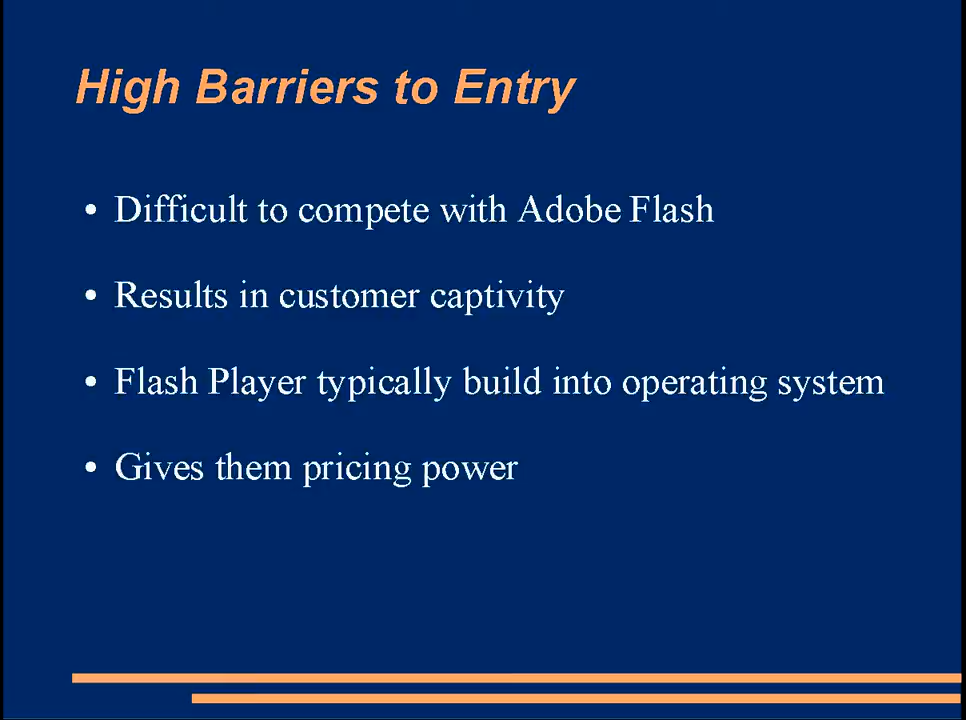 High Barriers to Entry
• Difficult to compete with Adobe Flash
• Results in customer captivity
• Flash Player typically build into operating system
• Gives them pricing power